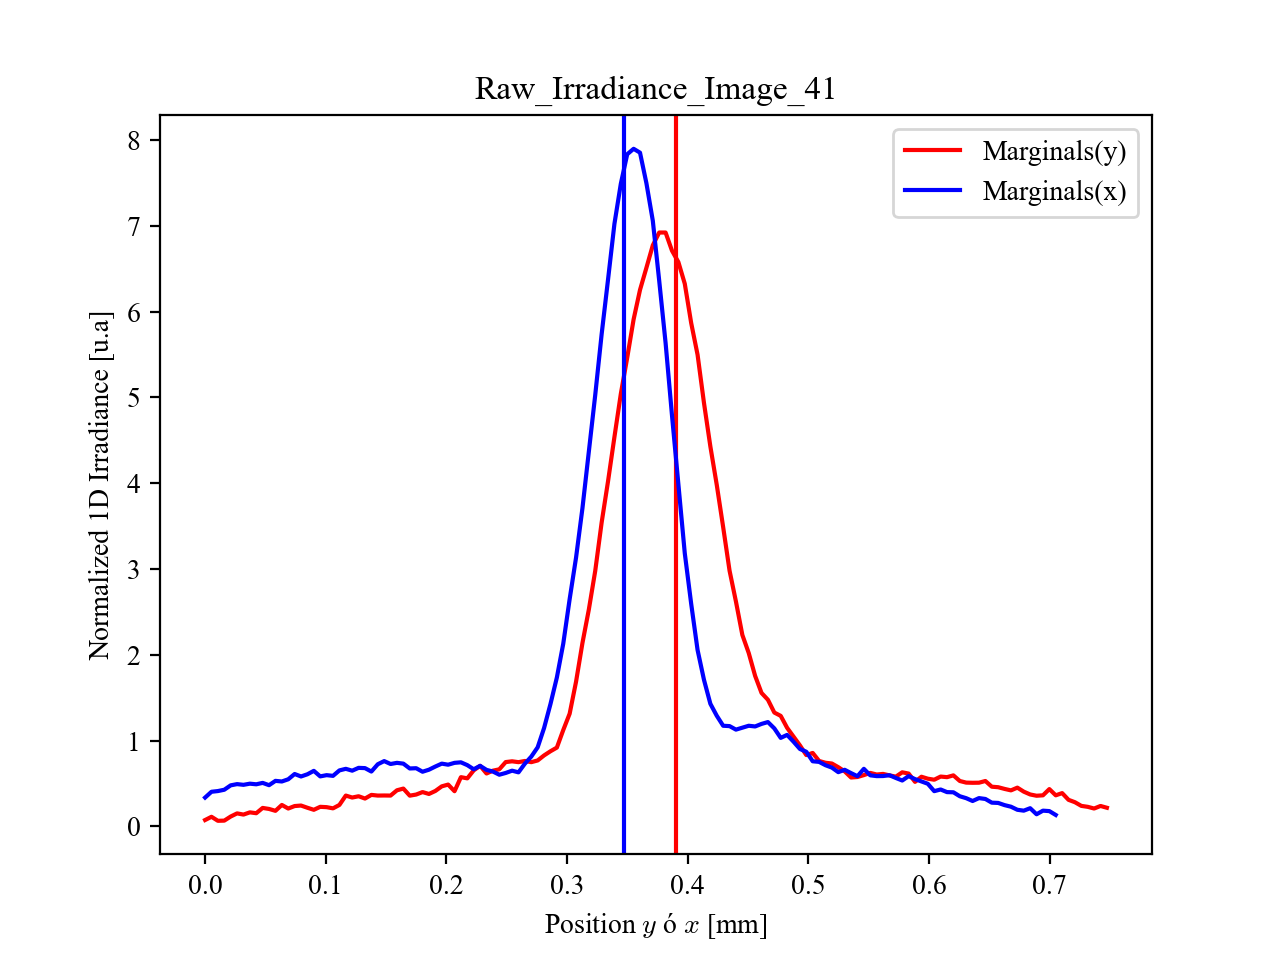 Raw_Irradiance_Image_41
Marginals(y)
Marginals(x)
Normalized 1D Irradiance [u.a]
8
7
6
5
4
3
2
1
0
0.0 0.1 0.2 0.3 0.4 0.5 0.6 0.7
Position y ó x [mm]